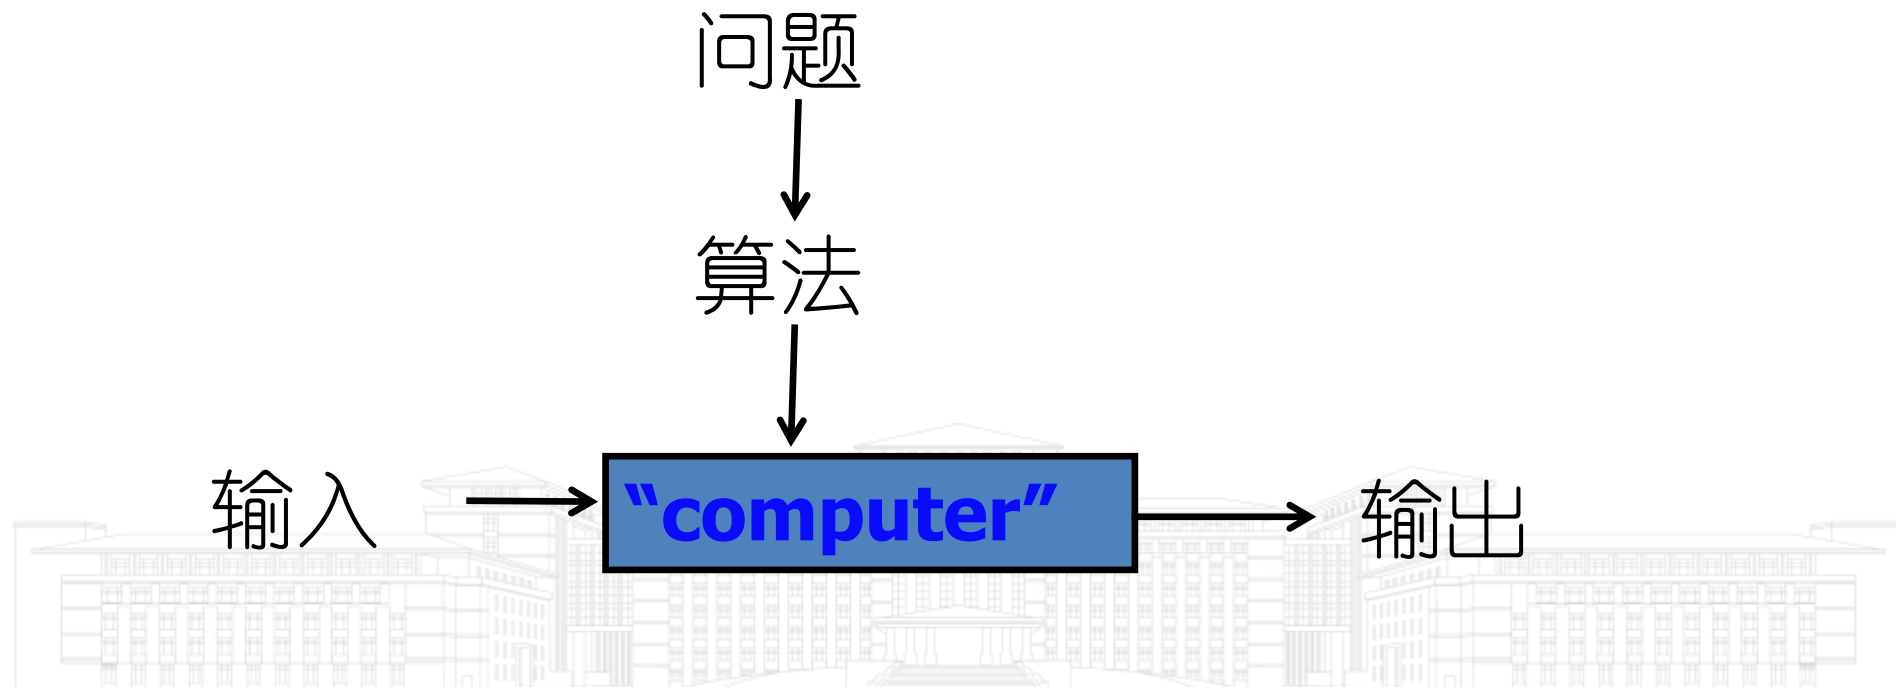 问题
算法
输入
“computer”
输出